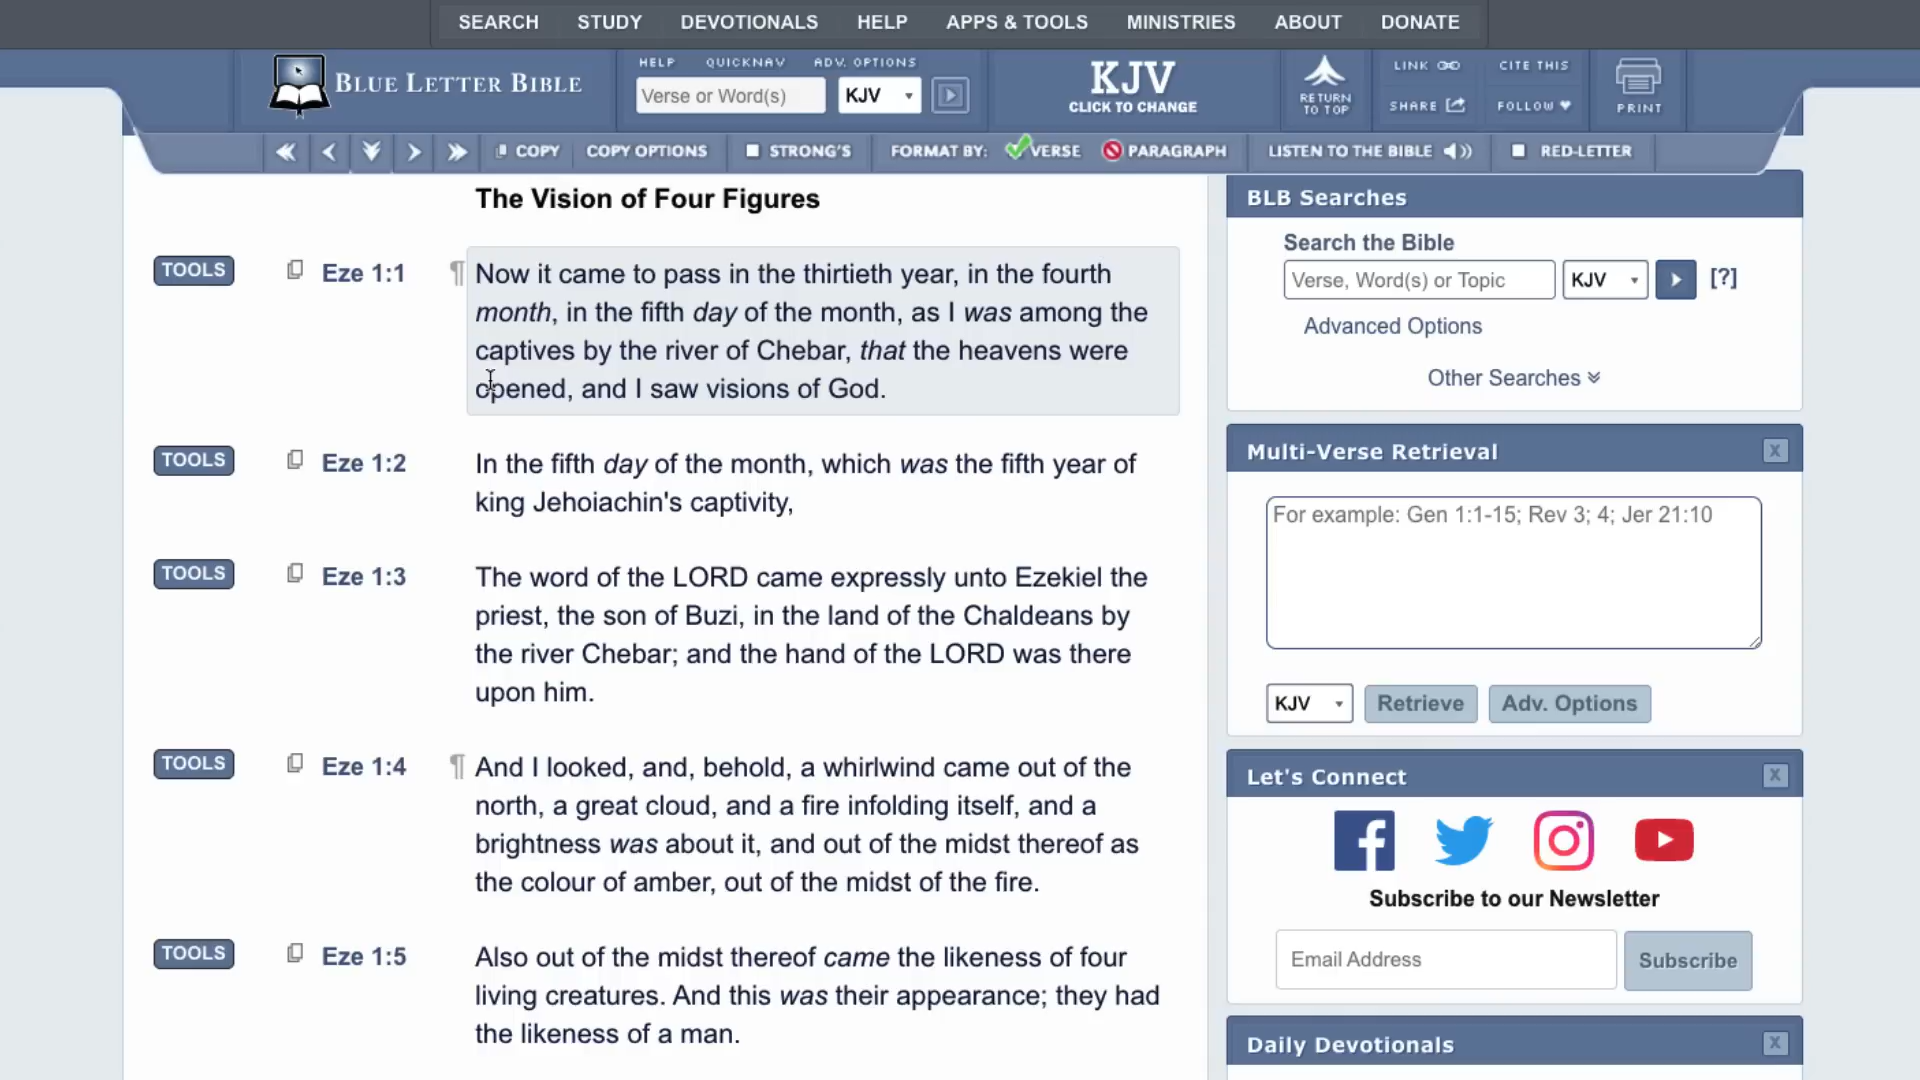 SEARCH STUDY DEVOTIONALS HELP APPS & TOOLS MINISTRIES ABOUT DONATE
BLUE LETTER BIBLE
HELP QUICKNAV ADV. OPTIONS
Verse or Word(s) KJV
KJV
CLICK TO CHANGE
RETURN
TO TOP
LINK CITE THIS
SHARE FOLLOW
PRINT
COPY COPY OPTIONS STRONG'S FORMAT BY: VERSE PARAGRAPH LISTEN TO THE BIBLE RED-LETTER
The Vision of Four Figures
TOOLS Eze 1:1 ¶ Now it came to pass in the thirtieth year, in the fourth
month, in the fifth day of the month, as I was among the
captives by the river of Chebar, that the heavens were
opened, and I saw visions of God.
TOOLS Eze 1:2 In the fifth day of the month, which was the fifth year of
king Jehoiachin's captivity,
TOOLS Eze 1:3 The word of the LORD came expressly unto Ezekiel the
priest, the son of Buzi, in the land of the Chaldeans by
the river Chebar; and the hand of the LORD was there
upon him.
TOOLS Eze 1:4 ¶ And I looked, and, behold, a whirlwind came out of the
north, a great cloud, and a fire infolding itself, and a
brightness was about it, and out of the midst thereof as
the colour of amber, out of the midst of the fire.
TOOLS Eze 1:5 Also out of the midst thereof came the likeness of four
living creatures. And this was their appearance; they had
the likeness of a man.
BLB Searches
Search the Bible
Verse, Word(s) or Topic KJV [?]
Advanced Options
Other Searches
Multi-Verse Retrieval X
For example: Gen 1:1-15; Rev 3; 4; Jer 21:10
KJV Retrieve Adv. Options
Let's Connect X
Subscribe to our Newsletter
Email Address Subscribe
Daily Devotionals X